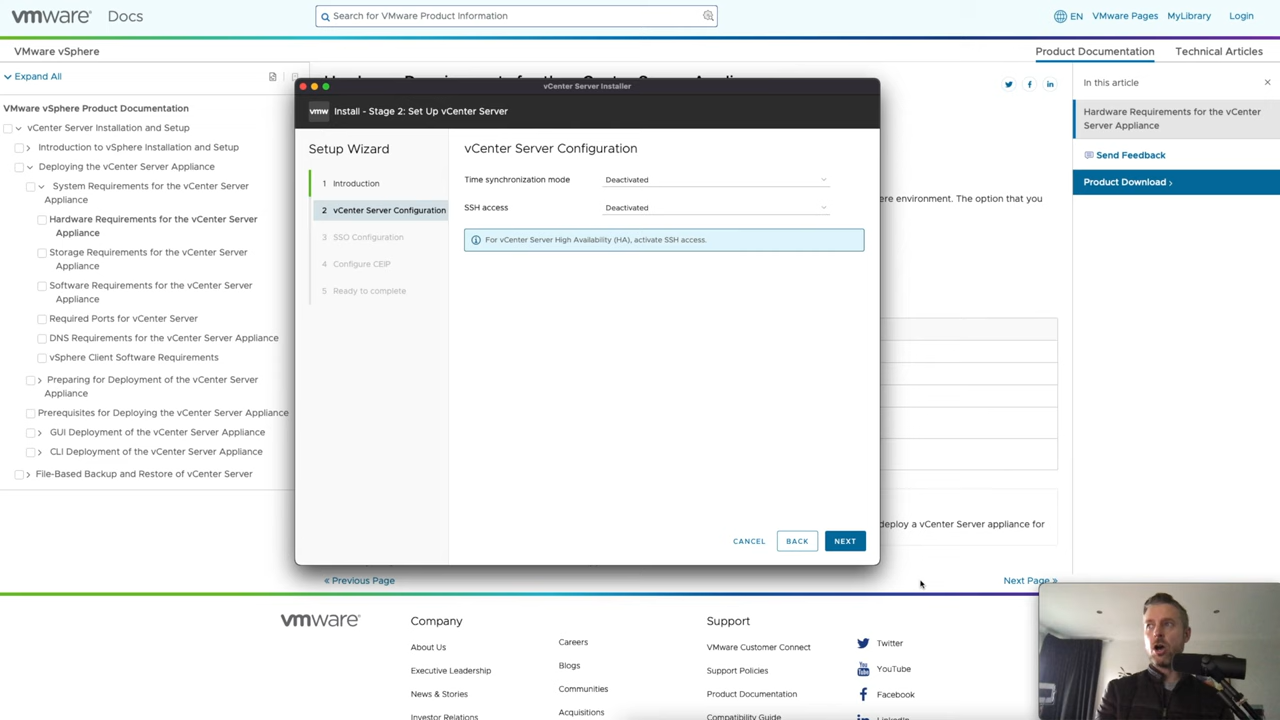 vmware
Docs
Search for VMware Product Information
EN
VMware Pages
MyLibrary
Login
VMware vSphere
Product Documentation
Technical Articles
Expand All
In this article
vCenter Server Installer
VMware vSphere Product Documentation
vCenter Server Installation and Setup
Introduction to vSphere Installation and Setup
Deploying the vCenter Server Appliance
System Requirements for the vCenter Server
Appliance
Hardware Requirements for the vCenter Server
Appliance
Storage Requirements for the vCenter Server
Appliance
Software Requirements for the vCenter Server
Appliance
Required Ports for vCenter Server
DNS Requirements for the vCenter Server Appliance
vSphere Client Software Requirements
Preparing for Deployment of the vCenter Server
Appliance
Prerequisites for Deploying the vCenter Server Appliance
GUI Deployment of the vCenter Server Appliance
CLI Deployment of the vCenter Server Appliance
File-Based Backup and Restore of vCenter Server
vmw
Install - Stage 2: Set Up vCenter Server
Setup Wizard
1 Introduction
2 vCenter Server Configuration
3 SSO Configuration
4 Configure CEIP
5 Ready to complete
vCenter Server Configuration
Time synchronization mode
Deactivated
SSH access
Deactivated
For vCenter Server High Availability (HA), activate SSH access.
CANCEL
BACK
NEXT
Hardware Requirements for the vCenter
Server Appliance
Send Feedback
Product Download
ere environment. The option that you
deploy a vCenter Server appliance for
« Previous Page
Next Page »
vmware
Company
About Us
Executive Leadership
News & Stories
Investor Relations
Careers
Blogs
Communities
Acquisitions
Support
VMware Customer Connect
Support Policies
Product Documentation
Compatibility Guide
Twitter
YouTube
Facebook
LinkedIn